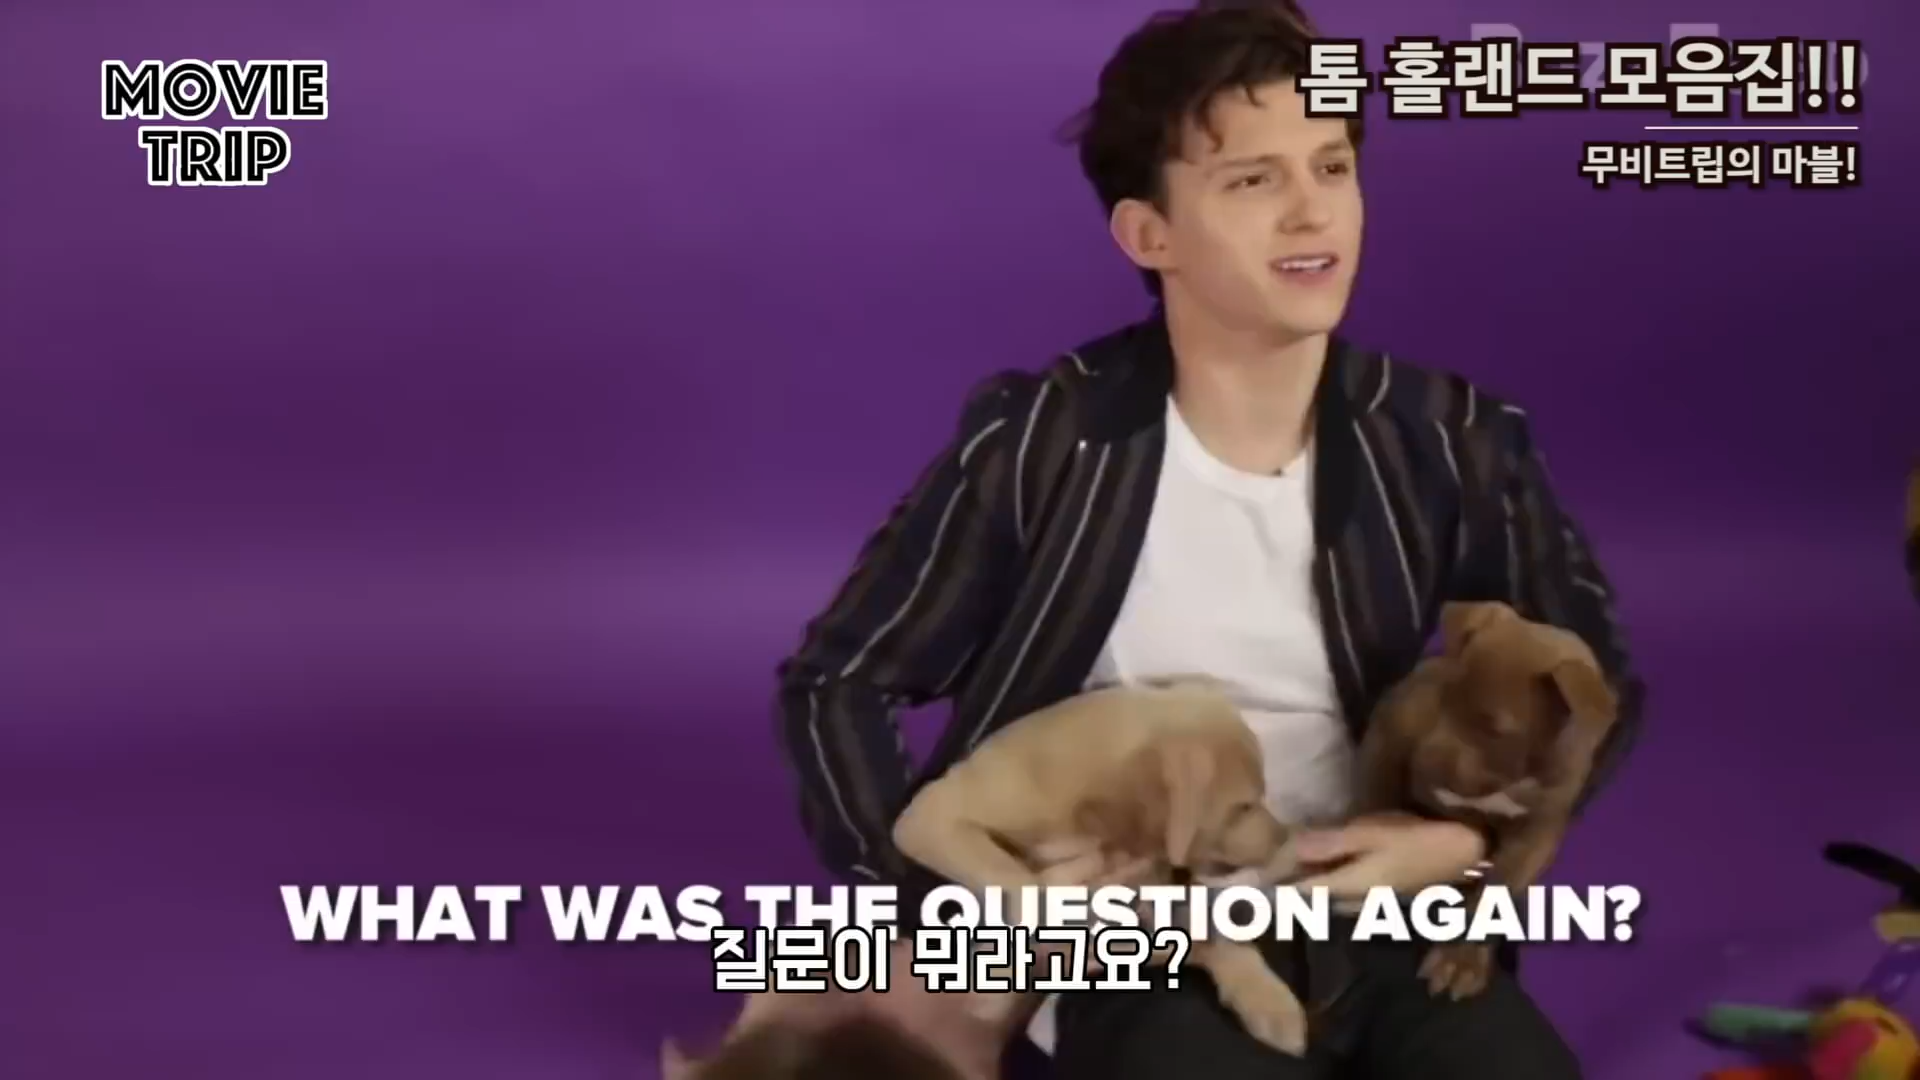 MOVIE
TRIP
톰 홀랜드 모음집!!
무비트립의 마블!
WHAT WAS THE QUESTION AGAIN?
질문이 뭐라고요?